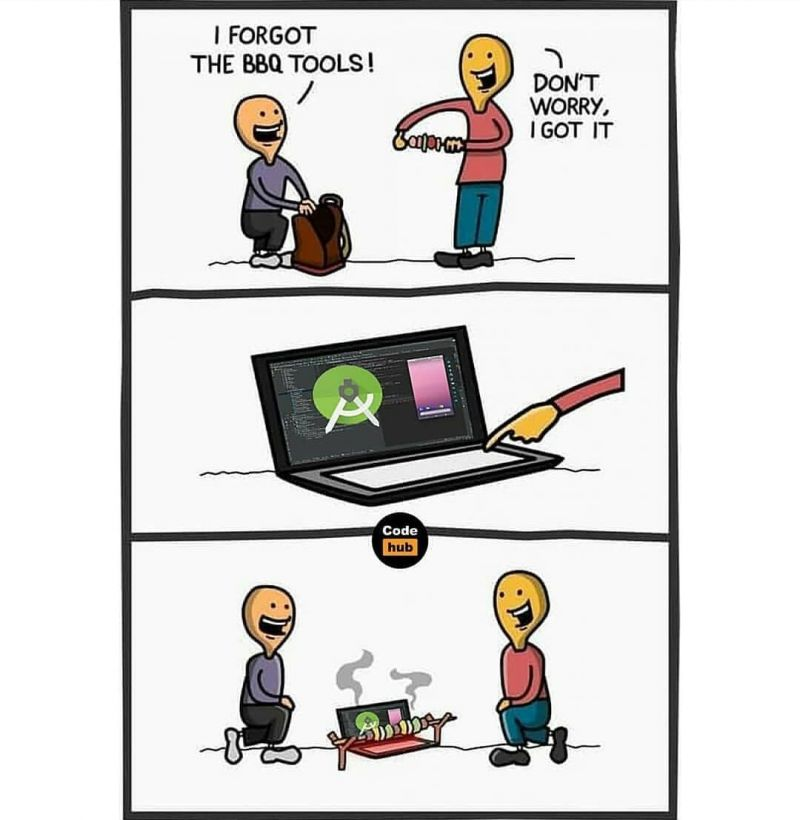 I FORGOT
THE BBQ TOOLS!
DON'T
WORRY,
I GOT IT
Code
hub